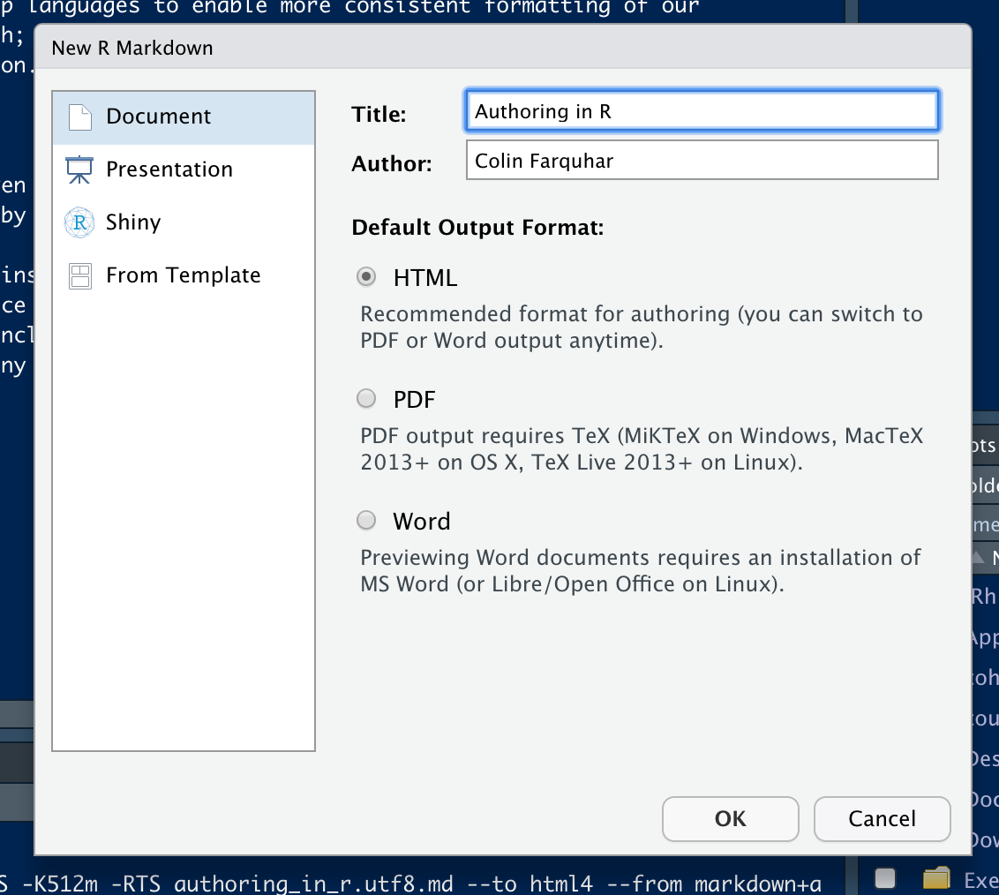 p languages to enable more consistent formatting of our
h;
on.
New R Markdown
Document
Presentation
Shiny
From Template
Title:
Authoring in R
Author:
Colin Farquhar
Default Output Format:
HTML
Recommended format for authoring (you can switch to
PDF or Word output anytime).
PDF
PDF output requires TeX (MiKTeX on Windows, MacTeX
2013+ on OS X, TeX Live 2013+ on Linux).
Word
Previewing Word documents requires an installation of
MS Word (or Libre/Open Office on Linux).
OK
Cancel
en
by
ins
ce
ncl
ny
ots
olde
me
N
Rh
App
coh
cou
Des
Doc
Dow
Exe
S -K512m -RTS authoring_in_r.utf8.md --to html4 --from markdown+a